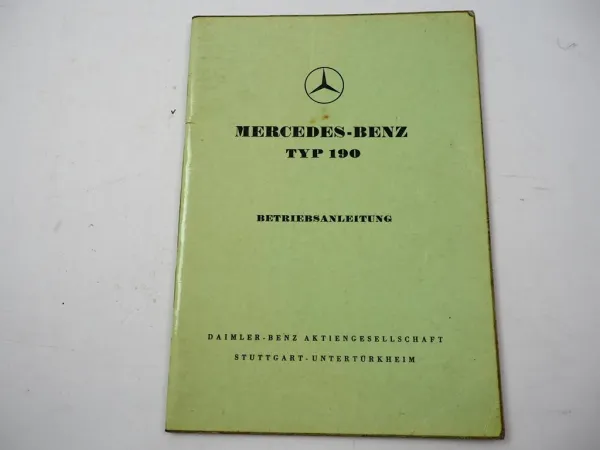 MERCEDES-BENZ
TYP 190
BETRIEBSANLEITUNG
DAIMLER-BENZ AKTIENGESELLSCHAFT
STUTTGART-UNTERTÜRKHEIM